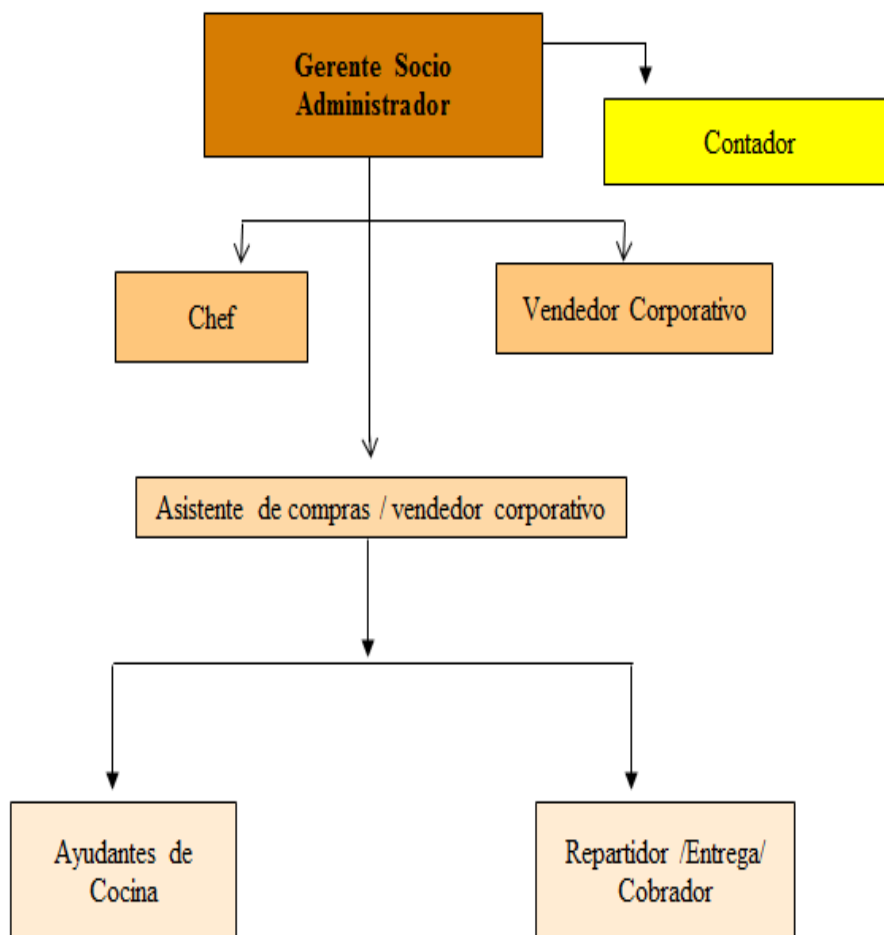 Gerente Socio
Administrador
Contador
Chef
Vendedor Corporativo
Asistente de compras / vendedor corporativo
Ayudantes de
Cocina
Repartidor /Entrega/
Cobrador